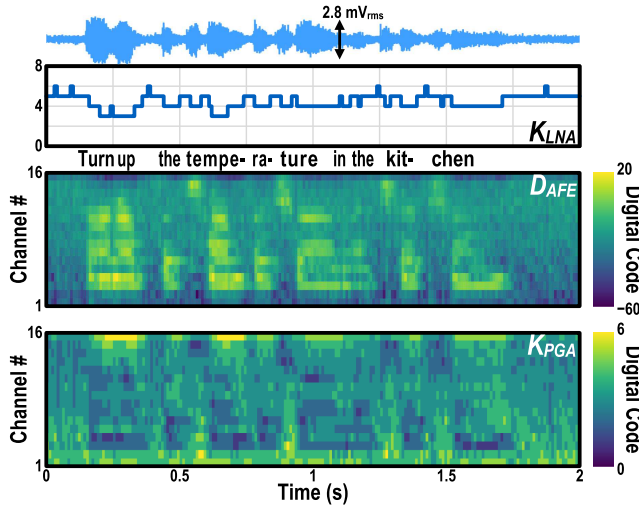 2.8 mVrms
8
4
0
KLNA
Turn up the tempe- ra- ture in the kit- chen
16
Channel #
1
DAFE
20
Digital Code
−60
16
Channel #
1
KPGA
6
Digital Code
0
0 0.5 1 1.5 2
Time (s)